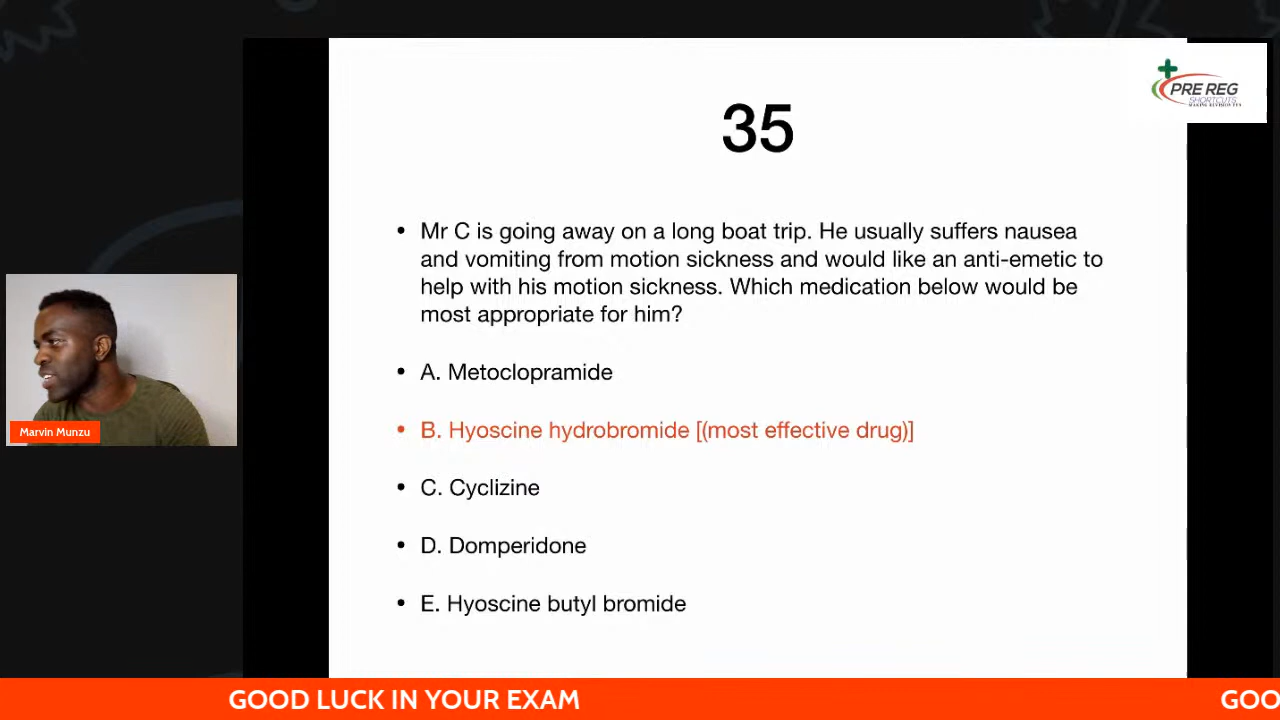 PRE REG
SHORTCUTS
35
• Mr C is going away on a long boat trip. He usually suffers nausea
and vomiting from motion sickness and would like an anti-emetic to
help with his motion sickness. Which medication below would be
most appropriate for him?
• A. Metoclopramide
• B. Hyoscine hydrobromide [(most effective drug)]
• C. Cyclizine
• D. Domperidone
• E. Hyoscine butyl bromide
Marvin Munzu
GOOD LUCK IN YOUR EXAM
GOO